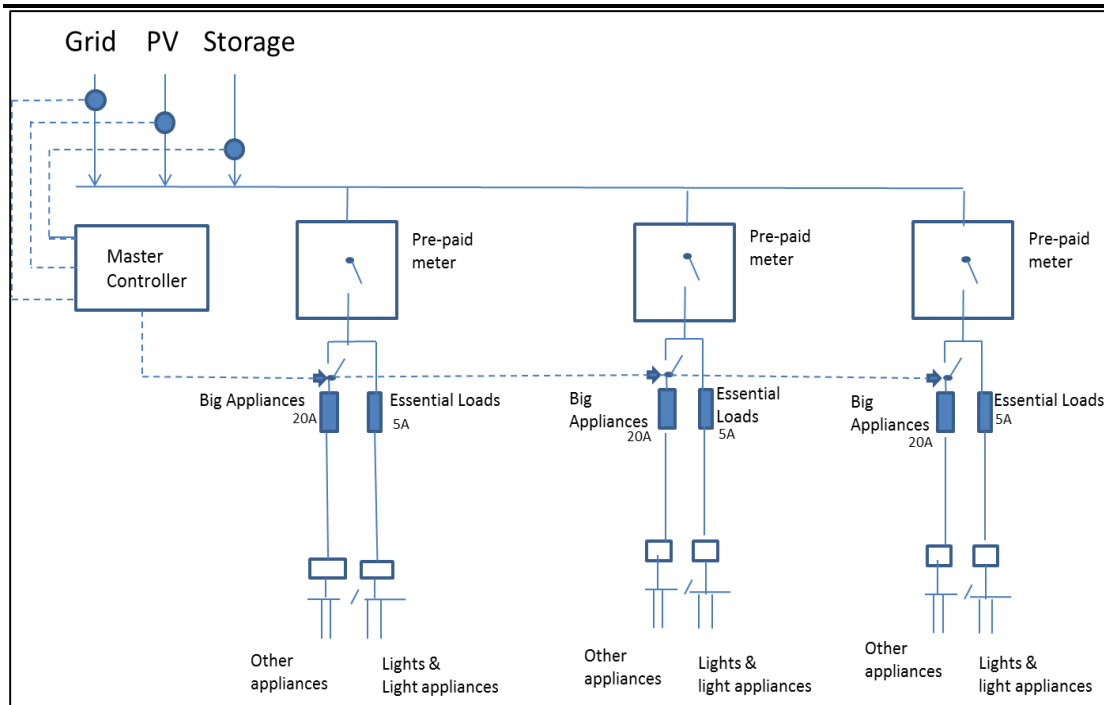 Grid PV Storage
Master
Controller
Pre-paid
meter
Pre-paid
meter
Pre-paid
meter
Big Appliances
20A
Essential Loads
5A
Big
Appliances
20A
Essential
Loads
5A
Big
Appliances
20A
Essential Loads
5A
Other
appliances
Lights &
Light appliances
Other
appliances
Lights &
light appliances
Other
appliances
Lights &
light appliances